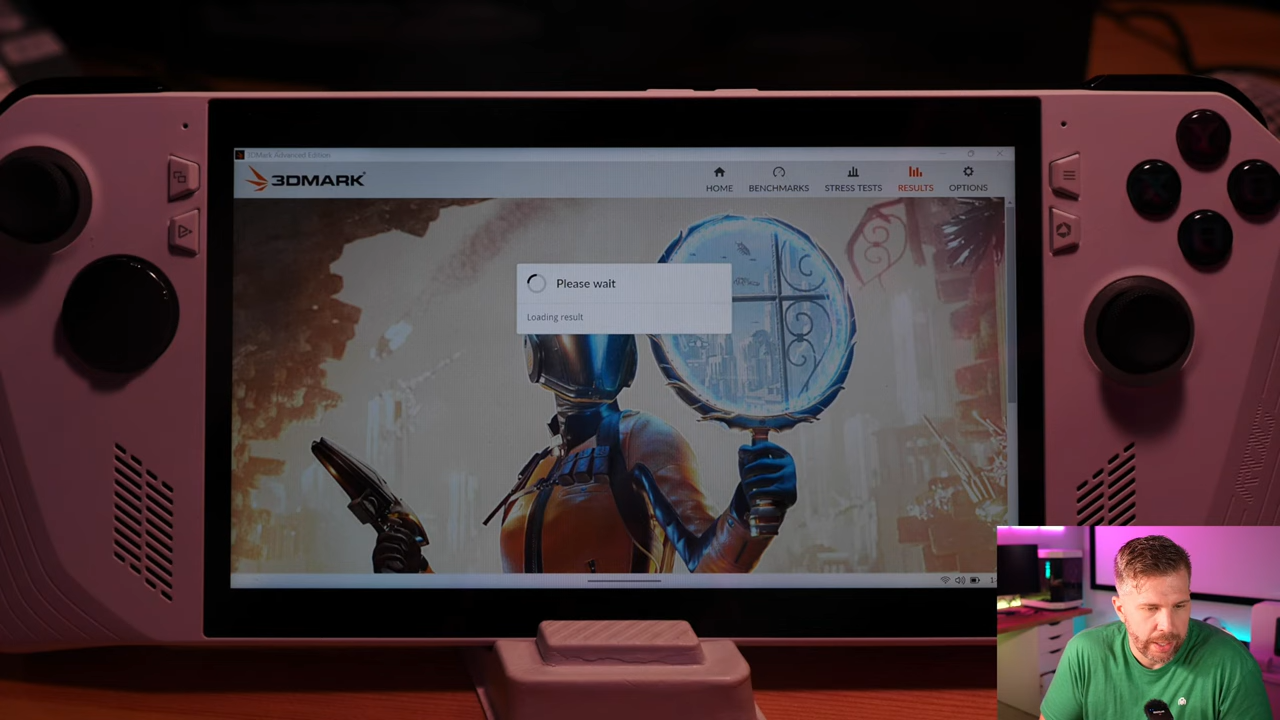 3DMark Advanced Edition
3DMARK
HOME
BENCHMARKS
STRESS TESTS
RESULTS
OPTIONS
Please wait
Loading result
Y
X